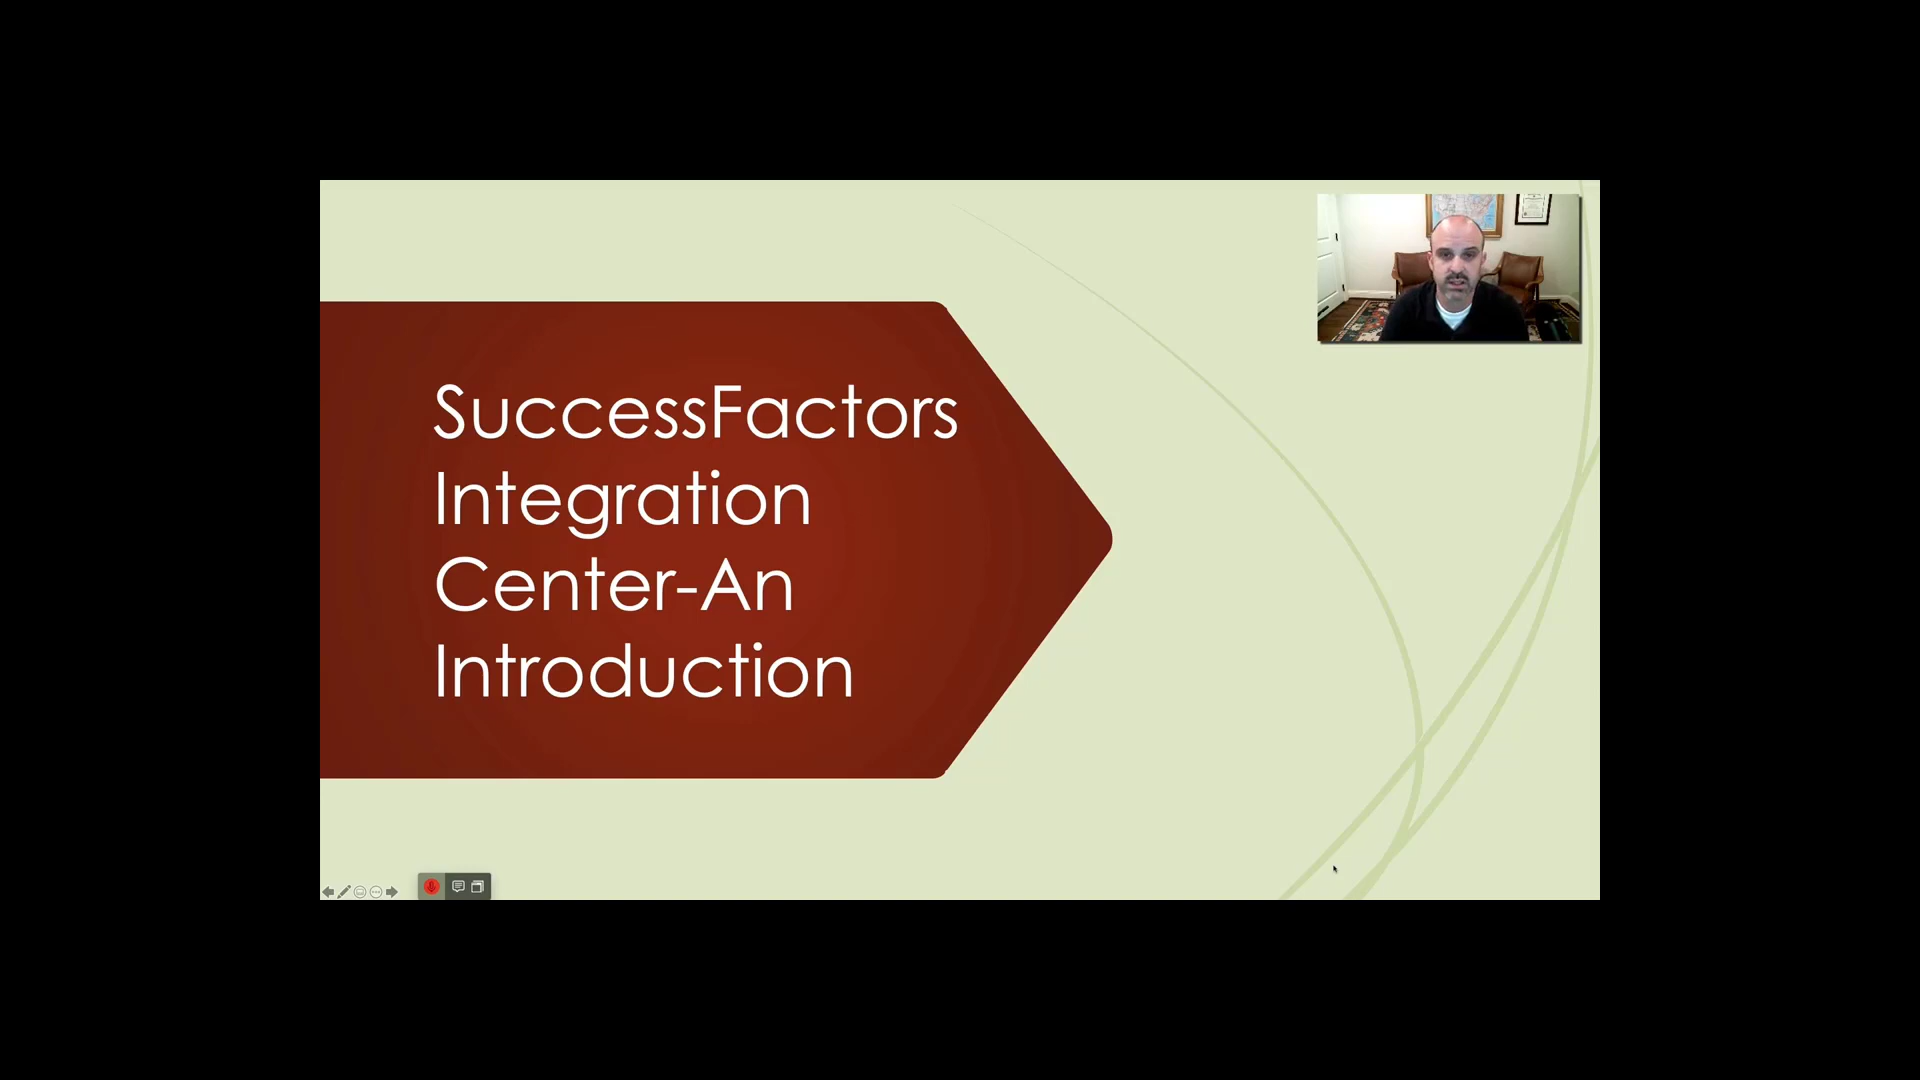 SuccessFactors
Integration
Center-An
Introduction